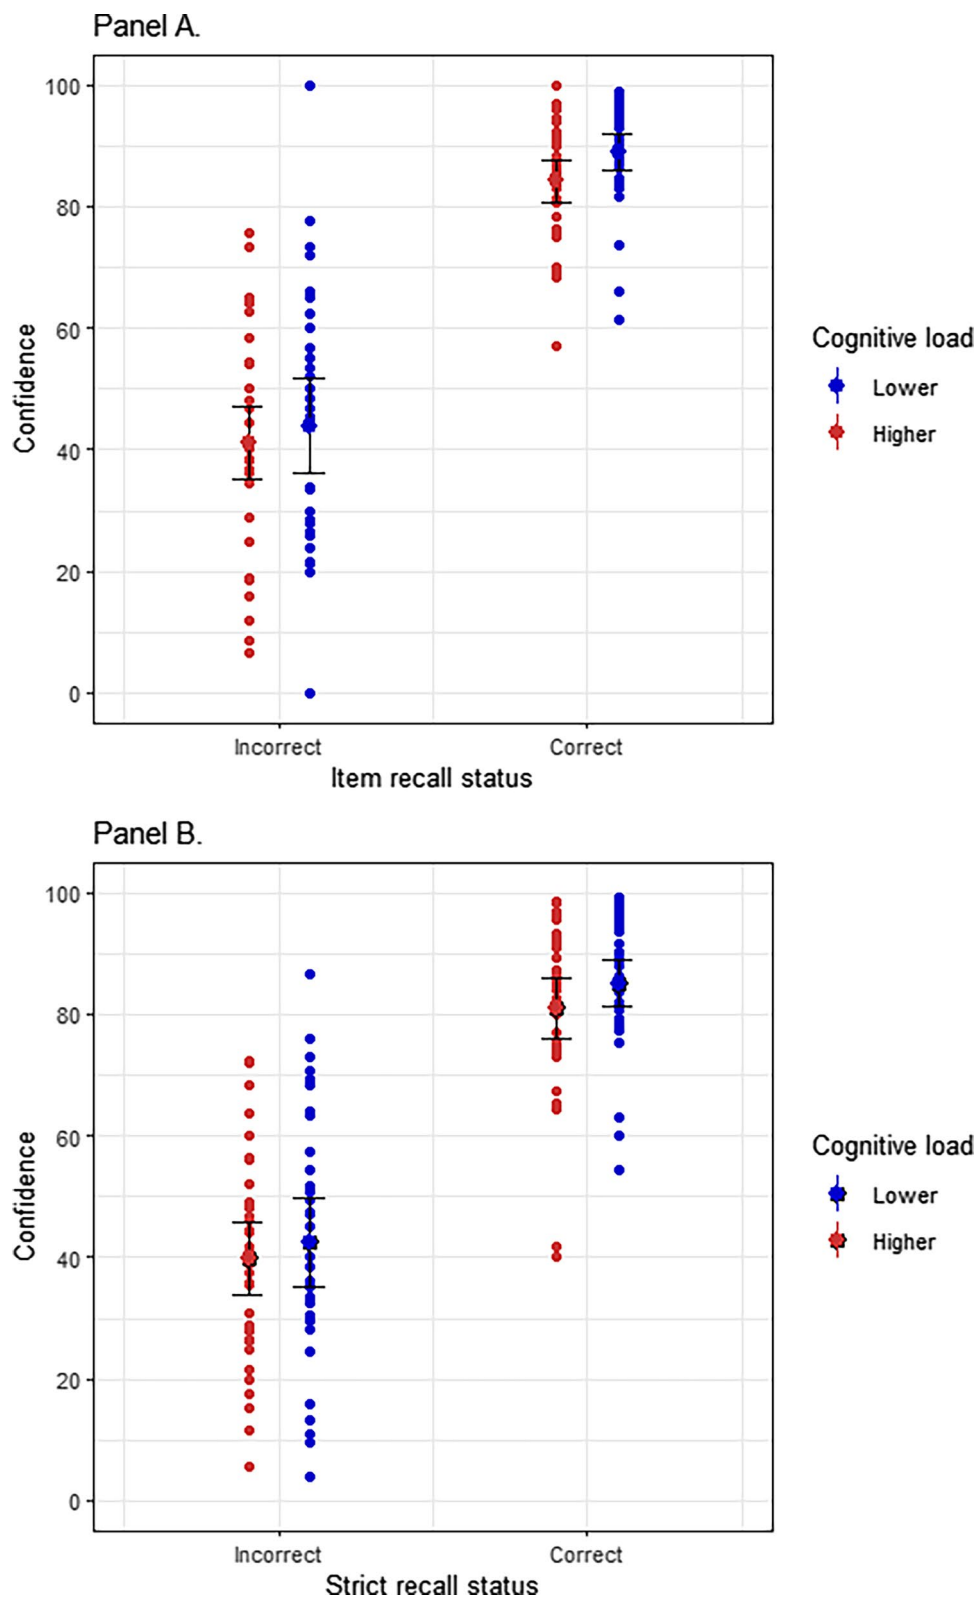 Panel A.
100
80
60
40
20
0
Confidence
Incorrect
Correct
Item recall status
Cognitive load
Lower
Higher
Panel B.
100
80
60
40
20
0
Confidence
Incorrect
Correct
Strict recall status
Cognitive load
Lower
Higher